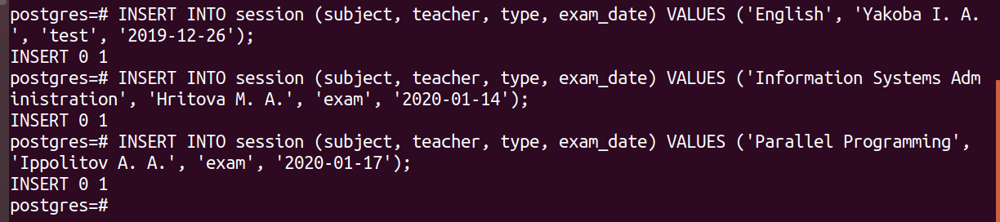 postgres=# INSERT INTO session (subject, teacher, type, exam_date) VALUES ('English', 'Yakoba I. A.
', 'test', '2019-12-26');
INSERT 0 1
postgres=# INSERT INTO session (subject, teacher, type, exam_date) VALUES ('Information Systems Adm
inistration', 'Hritova M. A.', 'exam', '2020-01-14');
INSERT 0 1
postgres=# INSERT INTO session (subject, teacher, type, exam_date) VALUES ('Parallel Programming',
'Ippolitov A. A.', 'exam', '2020-01-17');
INSERT 0 1
postgres=#